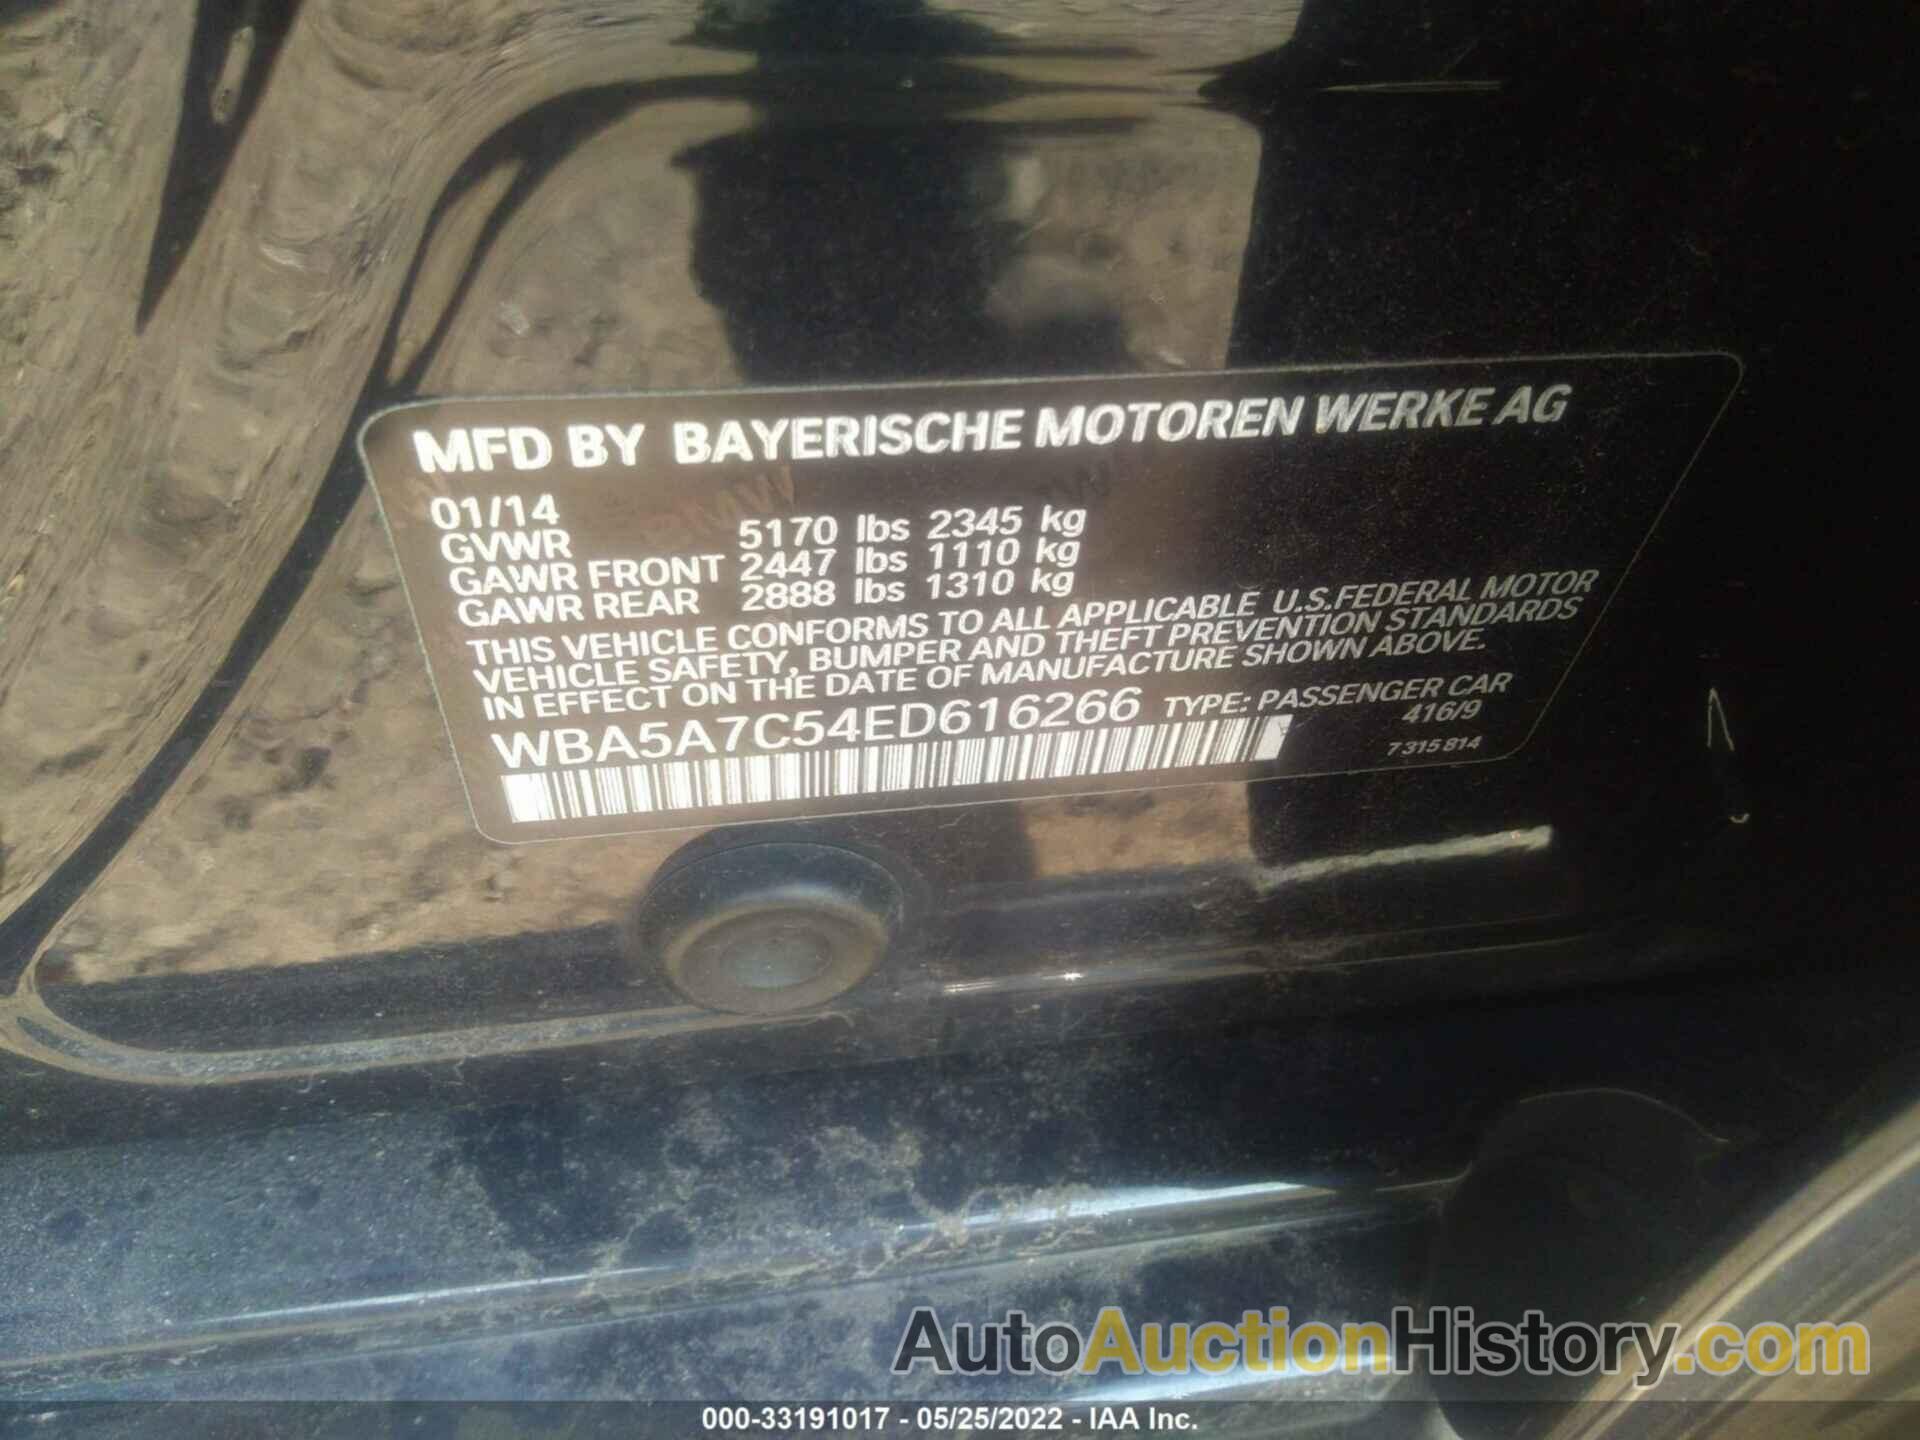 MFD BY BAYERISCHE MOTOREN WERKE AG
01/14
GVWR 5170 lbs 2345 kg
GAWR FRONT 2447 lbs 1110 kg
GAWR REAR 2888 lbs 1310 kg
THIS VEHICLE CONFORMS TO ALL APPLICABLE U.S.FEDERAL MOTOR
VEHICLE SAFETY, BUMPER AND THEFT PREVENTION STANDARDS
IN EFFECT ON THE DATE OF MANUFACTURE SHOWN ABOVE.
WBA5A7C54ED616266 TYPE: PASSENGER CAR
416/9
7 315 814
AutoAuctionHistory.com
000-33191017 - 05/25/2022 - IAA Inc.